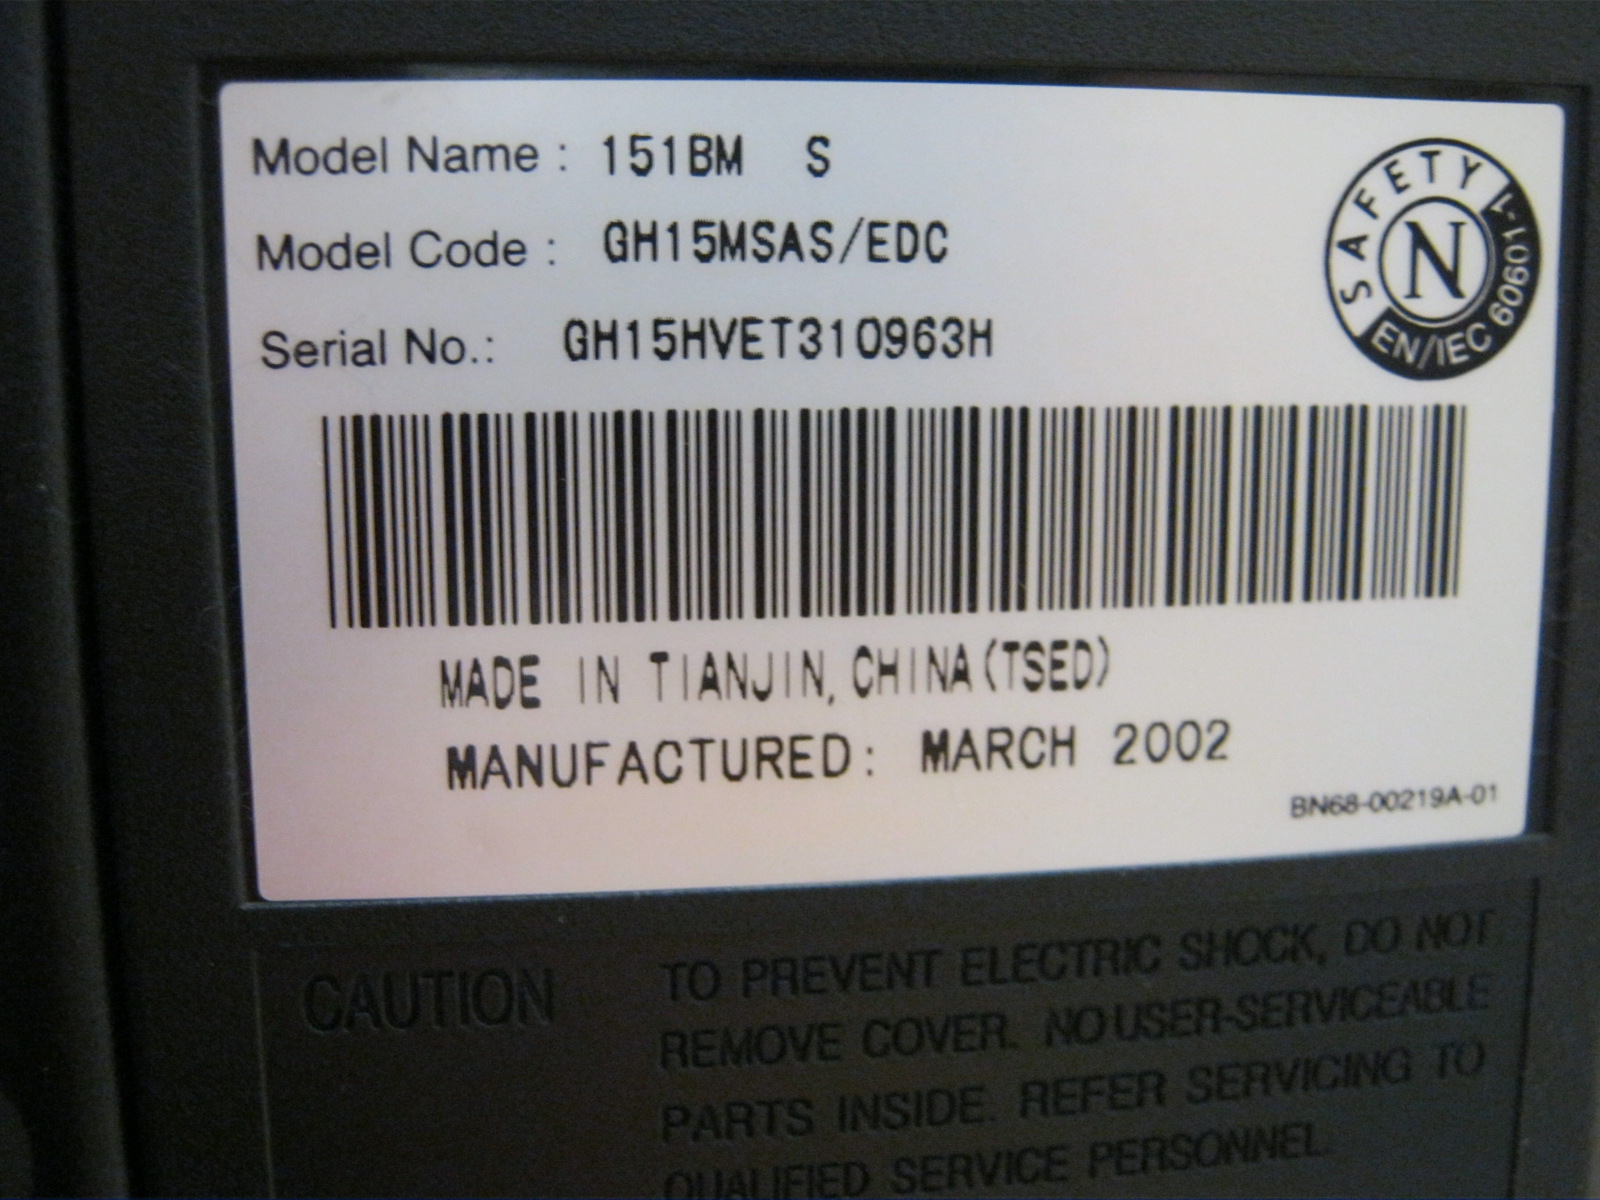 Model Name : 151BM S
Model Code : GH15MSAS/EDC
Serial No.: GH15HVET310963H
SAFETY
N
EN/IEC 60601-1
MADE IN TIANJIN, CHINA(TSED)
MANUFACTURED: MARCH 2002
BN68-00219A-01
CAUTION
TO PREVENT ELECTRIC SHOCK, DO NOT
REMOVE COVER. NO USER-SERVICEABLE
PARTS INSIDE. REFER SERVICING TO
QUALIFIED SERVICE PERSONNEL.